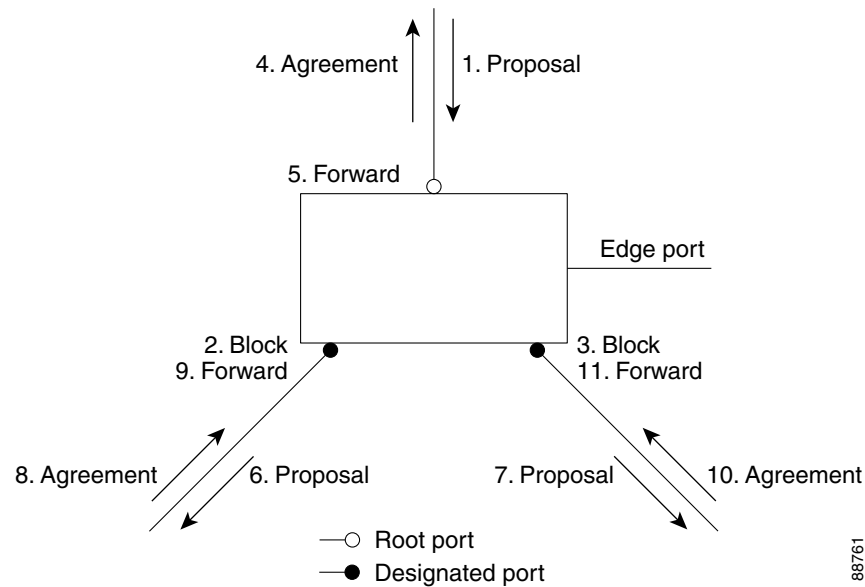 4. Agreement
1. Proposal
5. Forward
Edge port
2. Block
9. Forward
3. Block
11. Forward
8. Agreement
6. Proposal
7. Proposal
10. Agreement
Root port
Designated port
88761